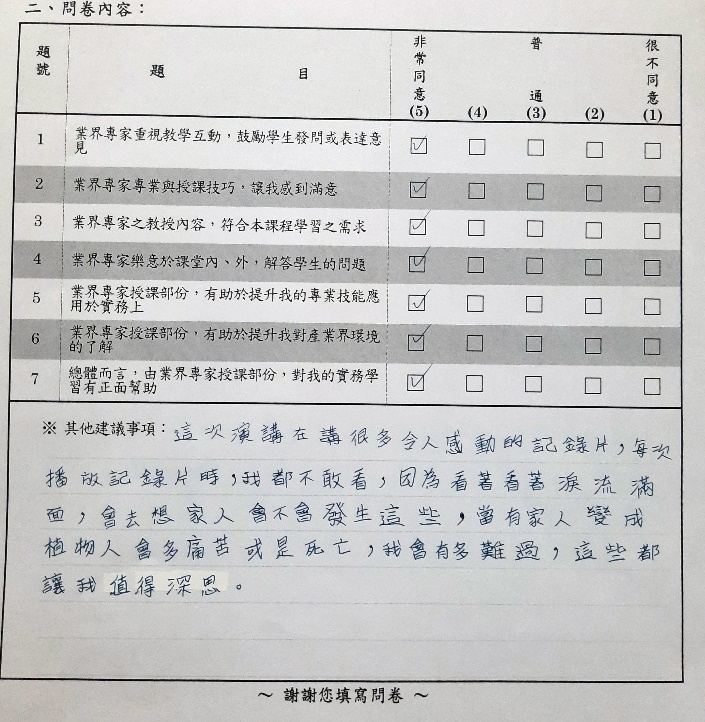 二、問卷內容：
題號 題目 非常同意(5) (4) 普通(3) (2) 很不同意(1)
1 業界專家重視教學互動，鼓勵學生發問或表達意
見
2 業界專家專業與授課技巧，讓我感到滿意
3 業界專家之教授內容，符合本課程學習之需求
4 業界專家樂意於課堂內、外，解答學生的問題
5 業界專家授課部份，有助於提升我的專業技能應
用於實務上
6 業界專家授課部份，有助於提升我對產業界環境
的了解
7 總體而言，由業界專家授課部份，對我的實務學
習有正面幫助
※ 其他建議事項：這次演講在講很多令人感動的記錄片，每次
播放記錄片時，我都不敢看，因為看著看著淚流滿
面，會去想家人會不會發生這些，當有家人變成
植物人會多痛苦或是死亡，我會有多難過，這些都
讓我值得深思。
～ 謝謝您填寫問卷 ～